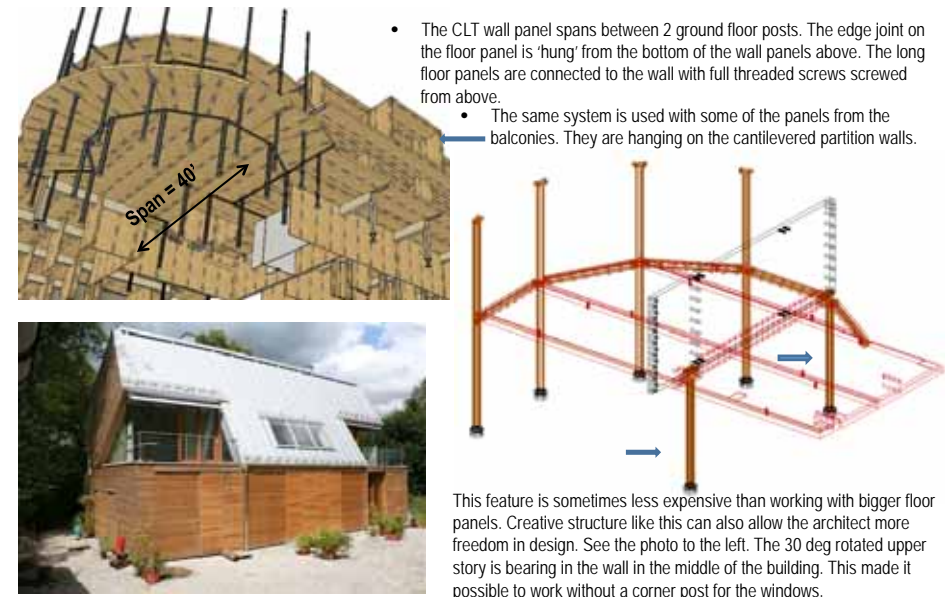 • The CLT wall panel spans between 2 ground floor posts. The edge joint on
the floor panel is ‘hung’ from the bottom of the wall panels above. The long
floor panels are connected to the wall with full threaded screws screwed
from above.
• The same system is used with some of the panels from the
balconies. They are hanging on the cantilevered partition walls.
Span = 40’
This feature is sometimes less expensive than working with bigger floor
panels. Creative structure like this can also allow the architect more
freedom in design. See the photo to the left. The 30 deg rotated upper
story is bearing in the wall in the middle of the building. This made it
possible to work without a corner post for the windows.